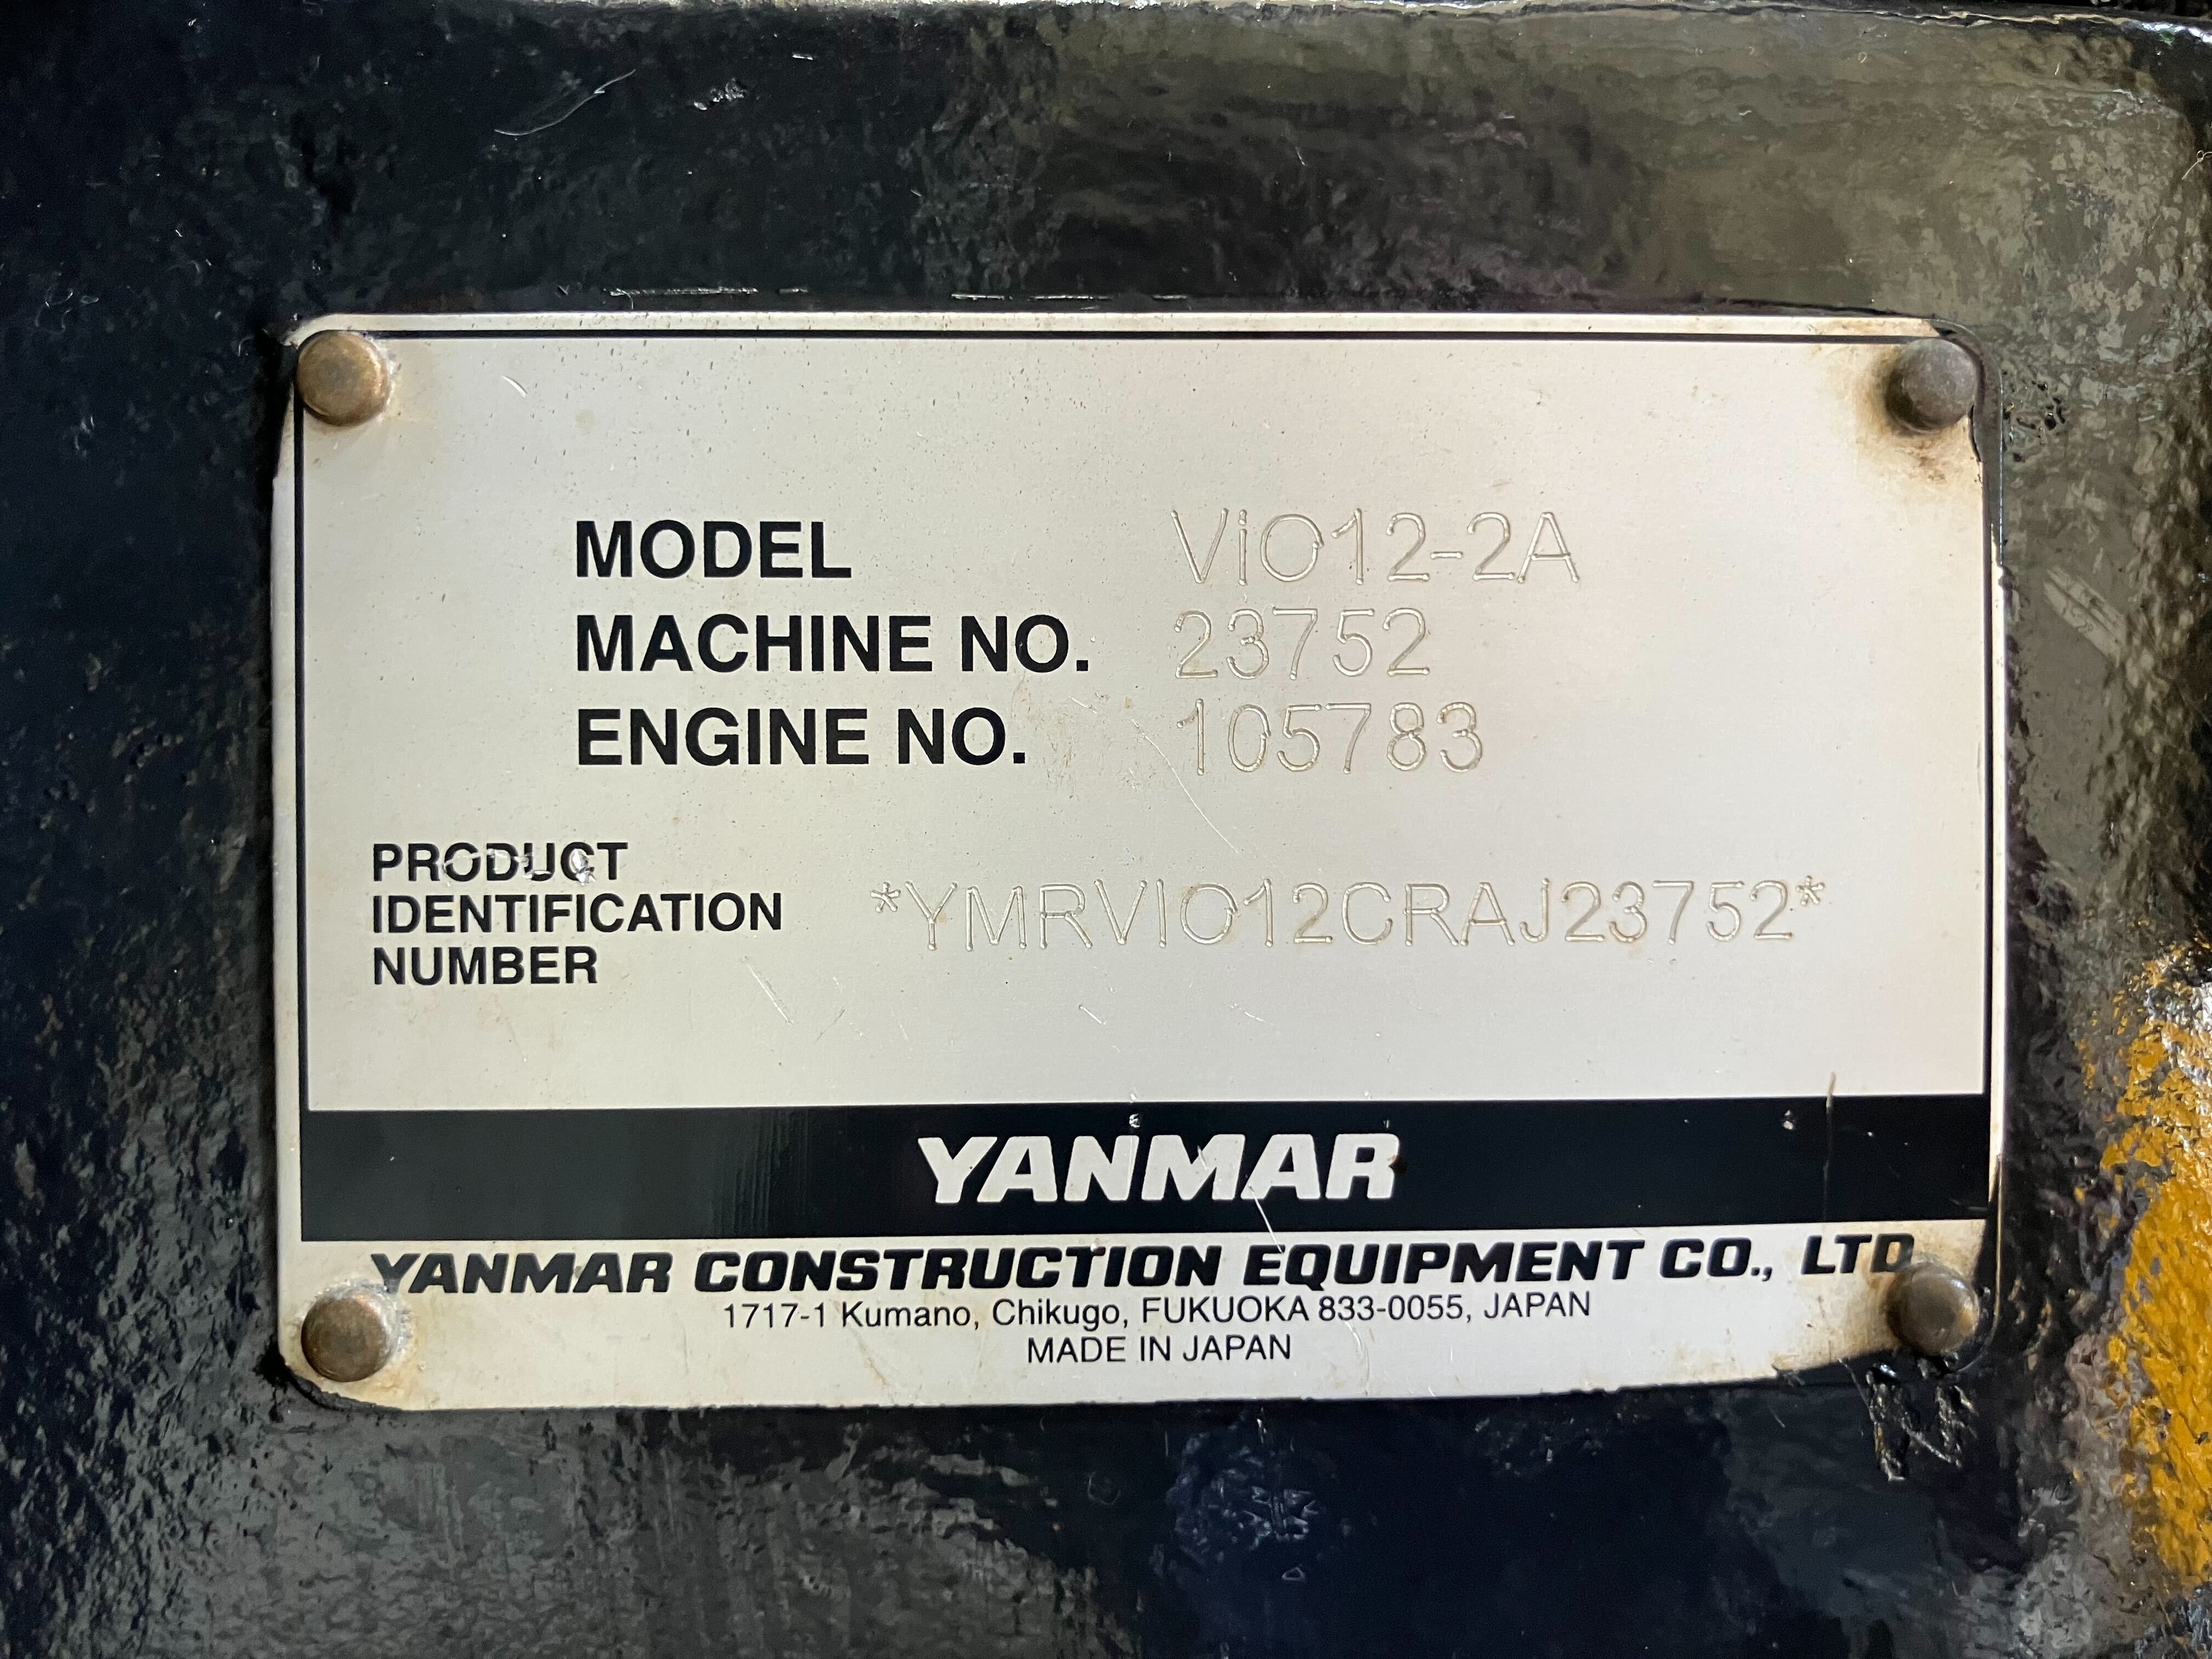 MODEL ViO12-2A
MACHINE NO. 23752
ENGINE NO. 105783
PRODUCT
IDENTIFICATION
NUMBER
*YMRVIO12CRAJ23752*
YANMAR
YANMAR CONSTRUCTION EQUIPMENT CO., LTD
1717-1 Kumano, Chikugo, FUKUOKA 833-0055, JAPAN
MADE IN JAPAN